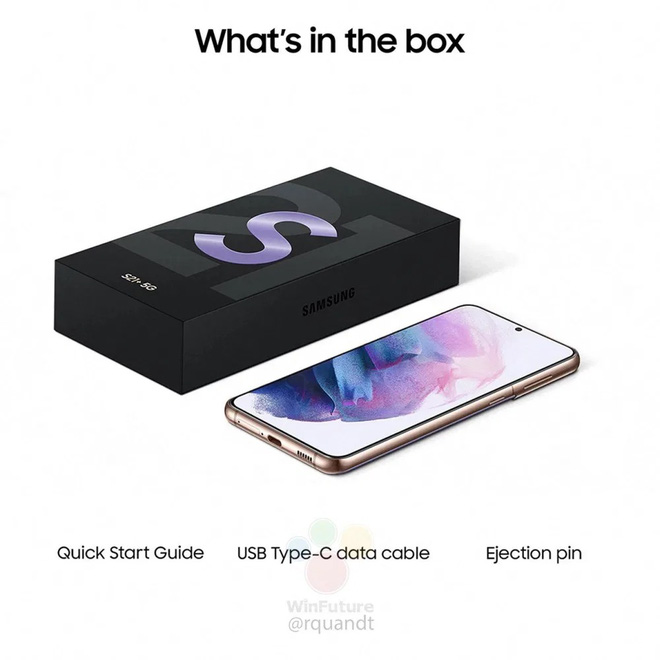 What's in the box
S21+ 5G
S
SAMSUNG
Quick Start Guide
USB Type-C data cable
Ejection pin
WinFuture
@rquandt